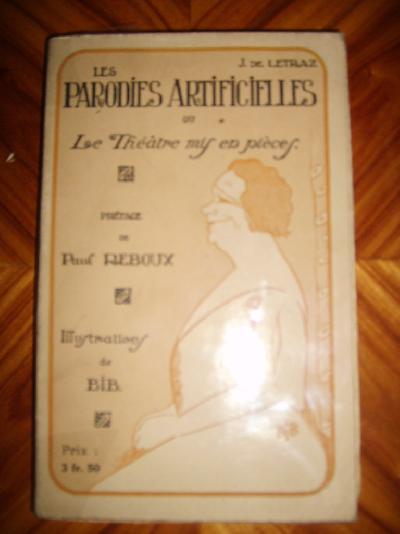 J. DE LETRAZ
LES
PARODIES ARTIFICIELLES
ou
Le Théâtre mis en pièces.
PRÉFACE
DE
Paul REBOUX
Illustrations
de
BIB.
Prix :
3 fr. 50